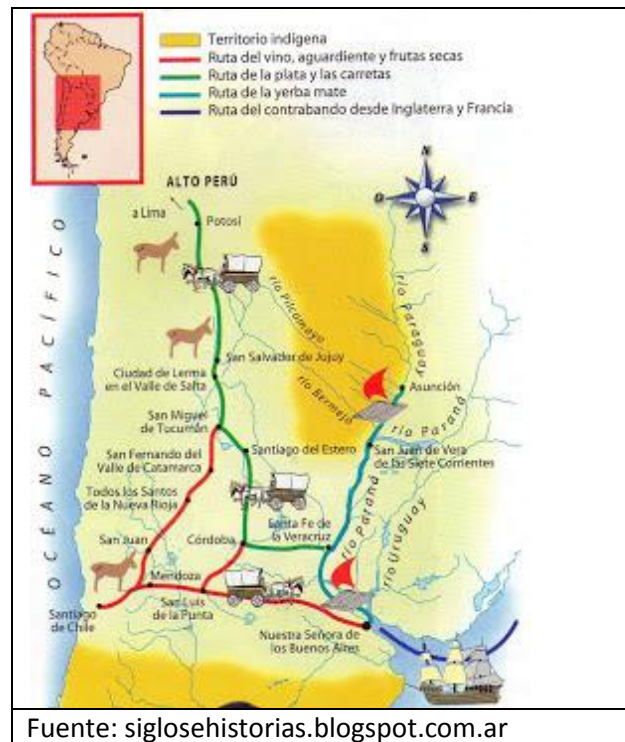 Territorio indígena
Ruta del vino, aguardiente y frutas secas
Ruta de la plata y las carretas
Ruta de la yerba mate
Ruta del contrabando desde Inglaterra y Francia
ALTO PERÚ
a Lima
Potosí
N
O
E
S
OCÉANO PACÍFICO
río Pilcomayo
río Paraguay
San Salvador de Jujuy
Ciudad de Lerma
en el Valle de Salta
río Bermejo
Asunción
río Paraná
San Miguel
de Tucumán
Santiago del Estero
San Juan de Vera
de las Siete Corrientes
San Fernando del
Valle de Catamarca
Todos los Santos
de la Nueva Rioja
río Paraná
río Uruguay
San Juan
Córdoba
Santa Fe de
la Veracruz
Mendoza
Santiago
de Chile
San Luis
de la Punta
Nuestra Señora de
los Buenos Aires
Fuente: siglosehistorias.blogspot.com.ar